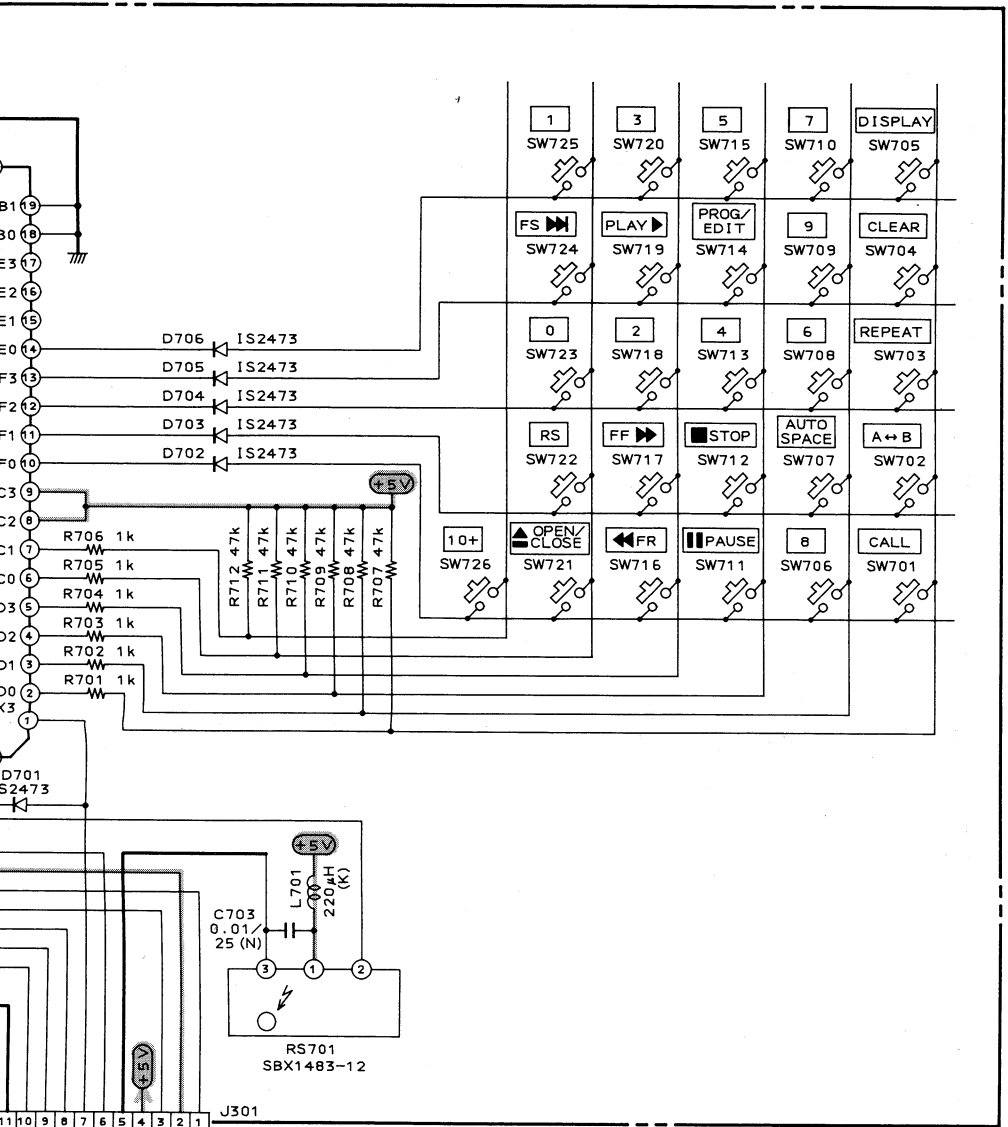 1 3 5 7 DISPLAY
SW725 SW720 SW715 SW710 SW705
FS PLAY PROG/EDIT 9 CLEAR
SW724 SW719 SW714 SW709 SW704
0 2 4 6 REPEAT
SW723 SW718 SW713 SW708 SW703
RS FF STOP AUTO SPACE A↔B
SW722 SW717 SW712 SW707 SW702
10+ OPEN/CLOSE FR PAUSE 8 CALL
SW726 SW721 SW716 SW711 SW706 SW701
B1 19
B0 18
E3 17
E2 16
E1 15
E0 14
F3 13
F2 12
F1 11
F0 10
C3 9
C2 8
C1 7
C0 6
D3 5
D2 4
D1 3
D0 2
X3
1
D706 IS2473
D705 IS2473
D704 IS2473
D703 IS2473
D702 IS2473
+5V
R706 1k
R705 1k
R704 1k
R703 1k
R702 1k
R701 1k
R712 47k
R711 47k
R710 47k
R709 47k
R708 47k
R707 47k
D701
S2473
+5V
L701
220μH
(K)
C703
0.01/
25 (N)
3 1 2
RS701
SBX1483-12
+5V
J301
11 10 9 8 7 6 5 4 3 2 1